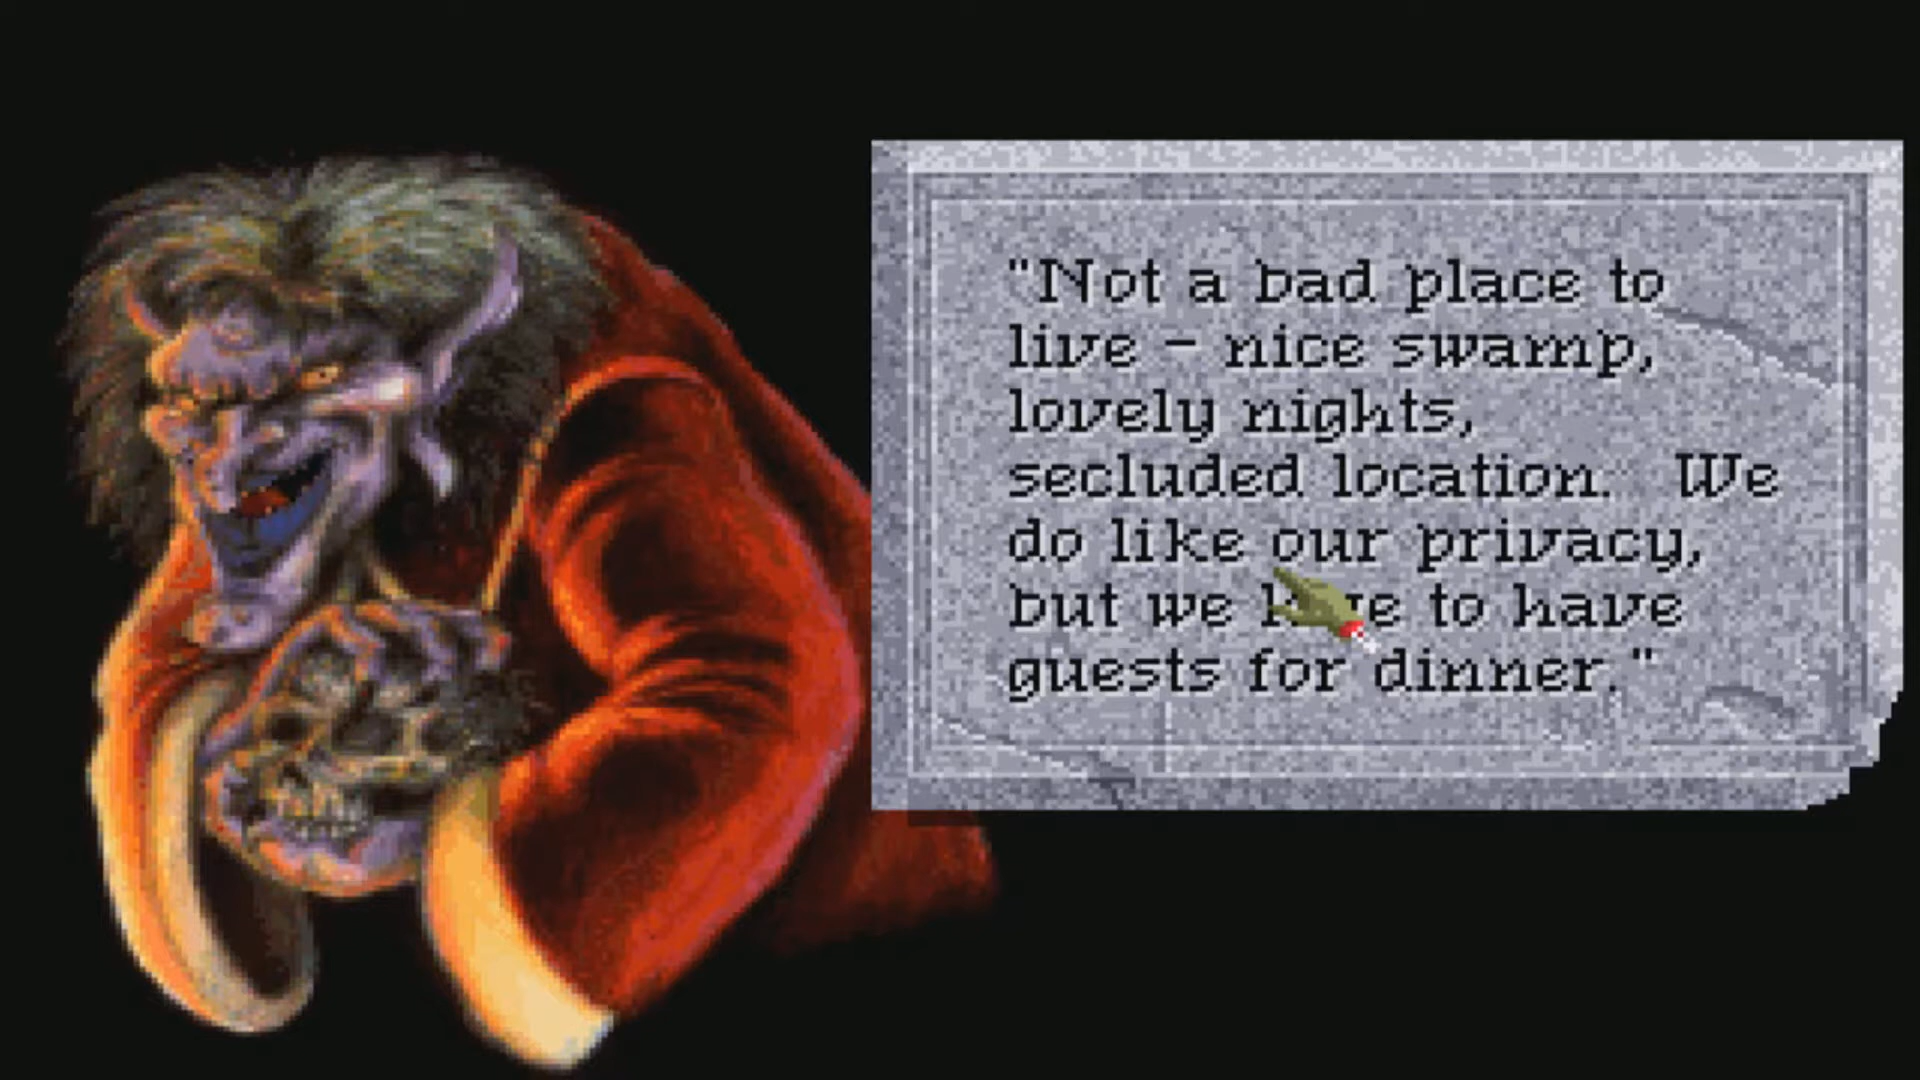 "Not a bad place to
live - nice swamp,
lovely nights,
secluded location. We
do like our privacy,
but we to have
guests for dinner."